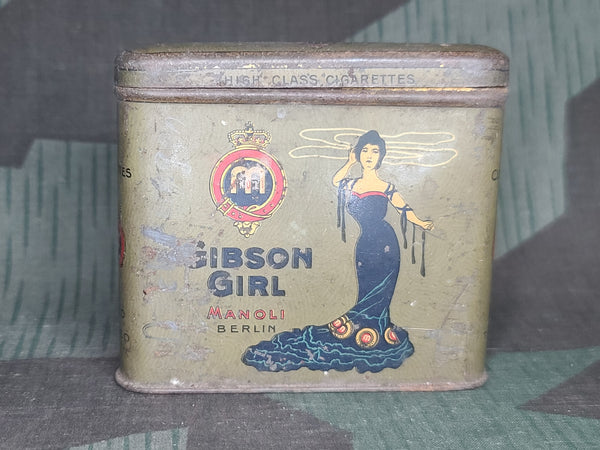 HIGH CLASS CIGARETTES
m
GIBSON
GIRL
MANOLI
BERLIN